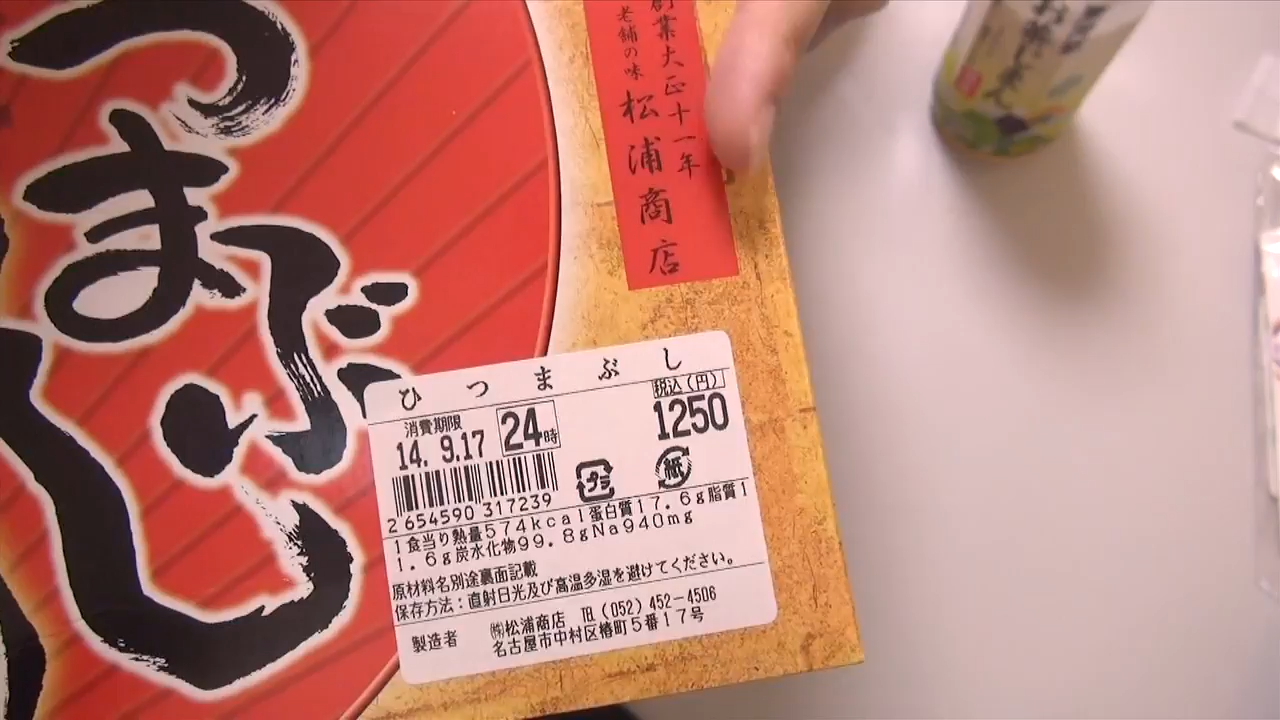 つまぶし
創業大正十一年
老舗の味
松浦商店
ひつまぶし
消費期限
税込(円)
14. 9.17 24時 1250
プラ 紙
2 654590 317239
1食当り熱量574kcal蛋白質17.6g脂質1
1.6g炭水化物99.8gNa940mg
原材料名別途裏面記載
保存方法:直射日光及び高温多湿を避けてください。
製造者 ㈱松浦商店 ℡(052)452-4506
名古屋市中村区椿町5番17号